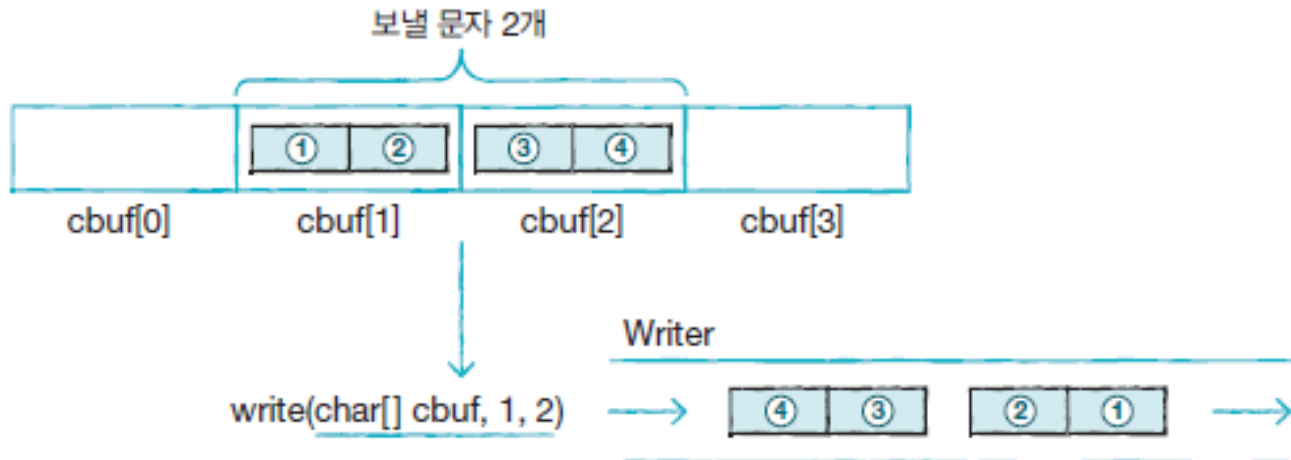 보낼 문자 2개
① ② ③ ④
cbuf[0] cbuf[1] cbuf[2] cbuf[3]
Writer
write(char[] cbuf, 1, 2) ④ ③ ② ①